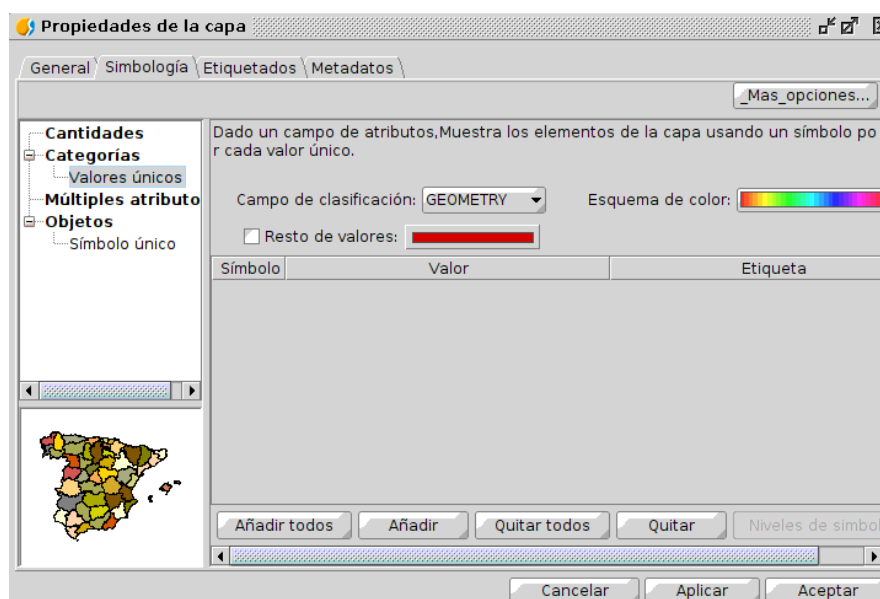 Propiedades de la capa
General Simbología Etiquetados Metadatos
_Mas_opciones...
Cantidades
Categorías
Valores únicos
Múltiples atributo
Objetos
Símbolo único
Dado un campo de atributos,Muestra los elementos de la capa usando un símbolo po
r cada valor único.
Campo de clasificación: GEOMETRY Esquema de color:
Resto de valores:
Símbolo Valor Etiqueta
Añadir todos Añadir Quitar todos Quitar Niveles de simbol
Cancelar Aplicar Aceptar